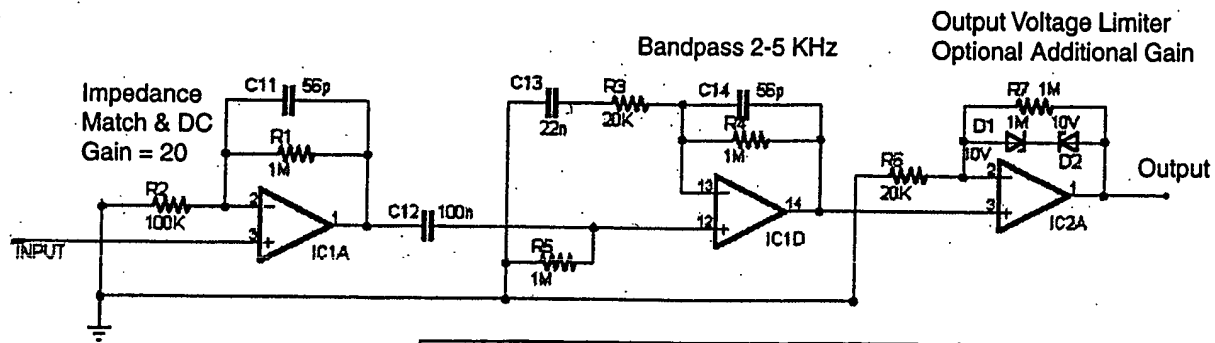 Output Voltage Limiter
Optional Additional Gain
Bandpass 2-5 KHz
Impedance
Match & DC
Gain = 20
C11 56p
R1
1M
R2
100K
2
3
1
IC1A
INPUT
C12 100n
C13
22n
R3
20K
C14 56p
R4
1M
13
12
14
IC1D
R5
1M
R7 1M
1M 10V
D1
10V
D2
R6
20K
2
3
1
IC2A
Output